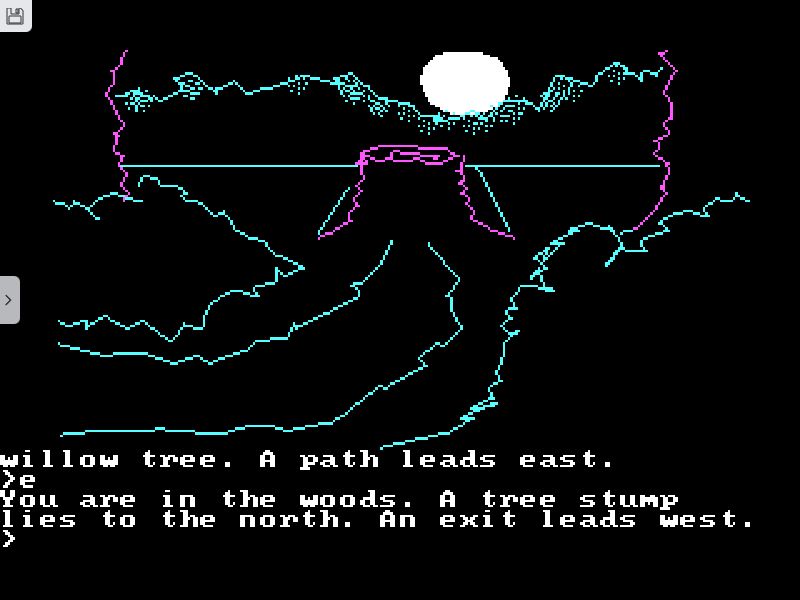 willow tree. A path leads east.
>e
You are in the woods. A tree stump
lies to the north. An exit leads west.
>